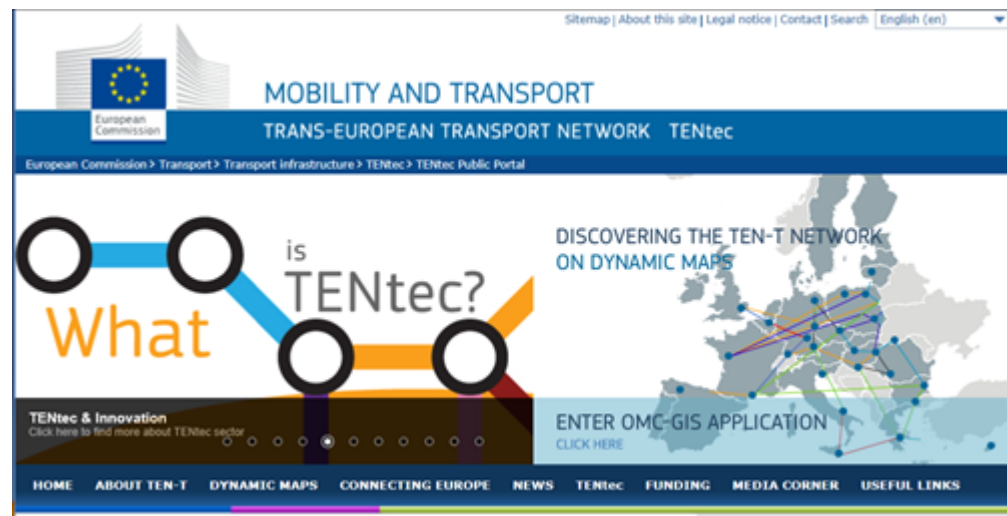 Sitemap | About this site | Legal notice | Contact | Search English (en)
European
Commission
MOBILITY AND TRANSPORT
TRANS-EUROPEAN TRANSPORT NETWORK TENtec
European Commission > Transport > Transport infrastructure > TENtec > TENtec Public Portal
What
is
TENtec?
TENtec & Innovation
Click here to find more about TENtec sector
DISCOVERING THE TEN-T NETWORK
ON DYNAMIC MAPS
ENTER OMC-GIS APPLICATION
CLICK HERE
HOME ABOUT TEN-T DYNAMIC MAPS CONNECTING EUROPE NEWS TENtec FUNDING MEDIA CORNER USEFUL LINKS